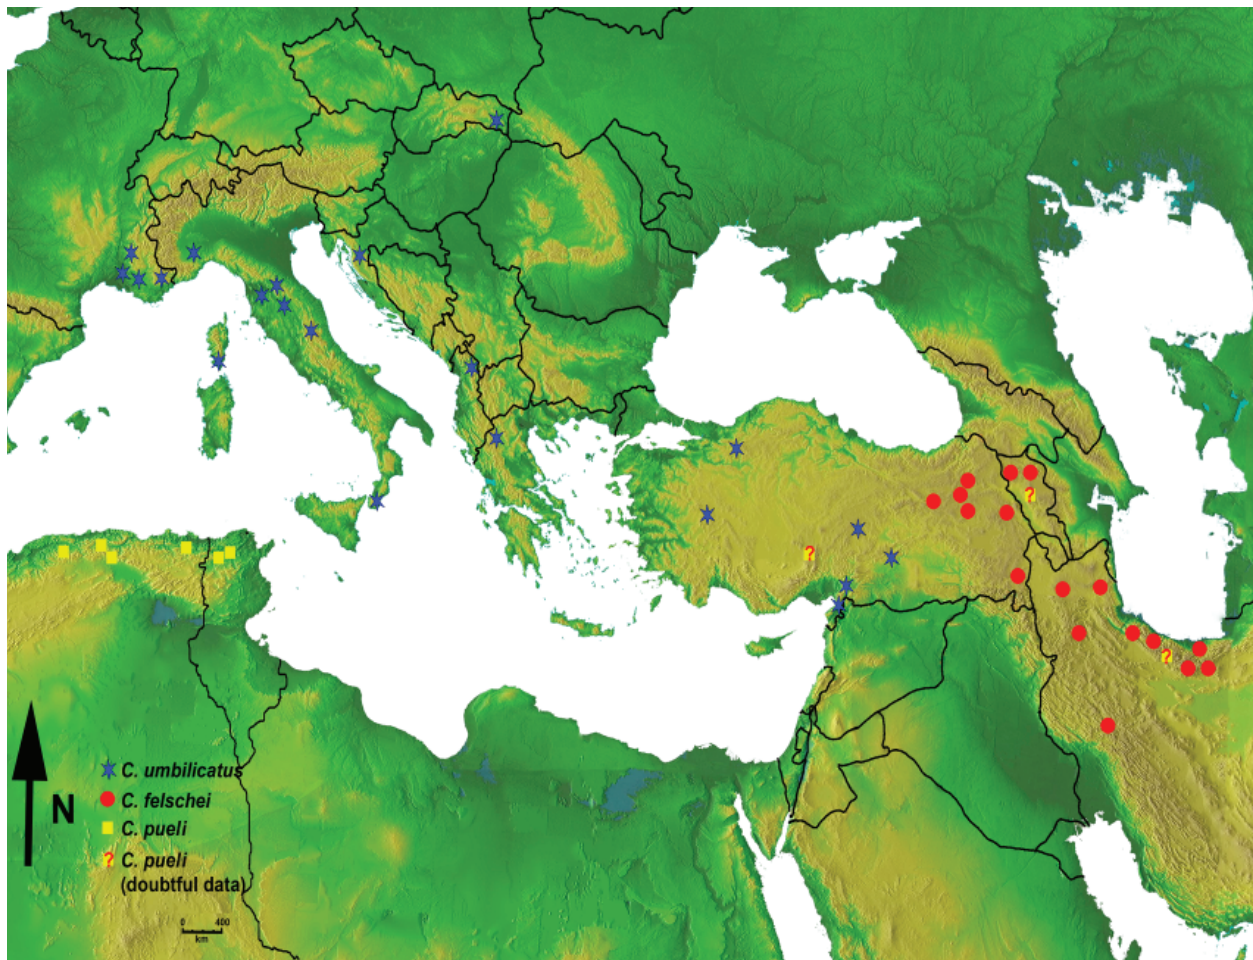 ?
?
?
C. umbilicatus
C. felschei
N
C. pueli
? C. pueli
(doubtful data)
0 400
km